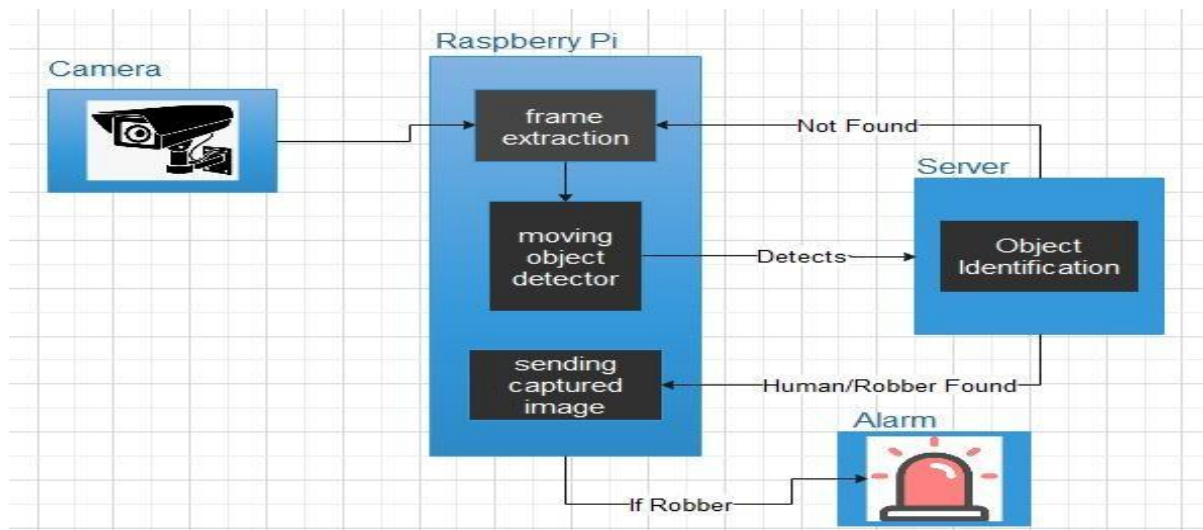 Raspberry Pi
Camera
frame
extraction
Not Found
Server
moving
object
detector
Detects
Object
Identification
sending
captured
image
Human/Robber Found
Alarm
If Robber